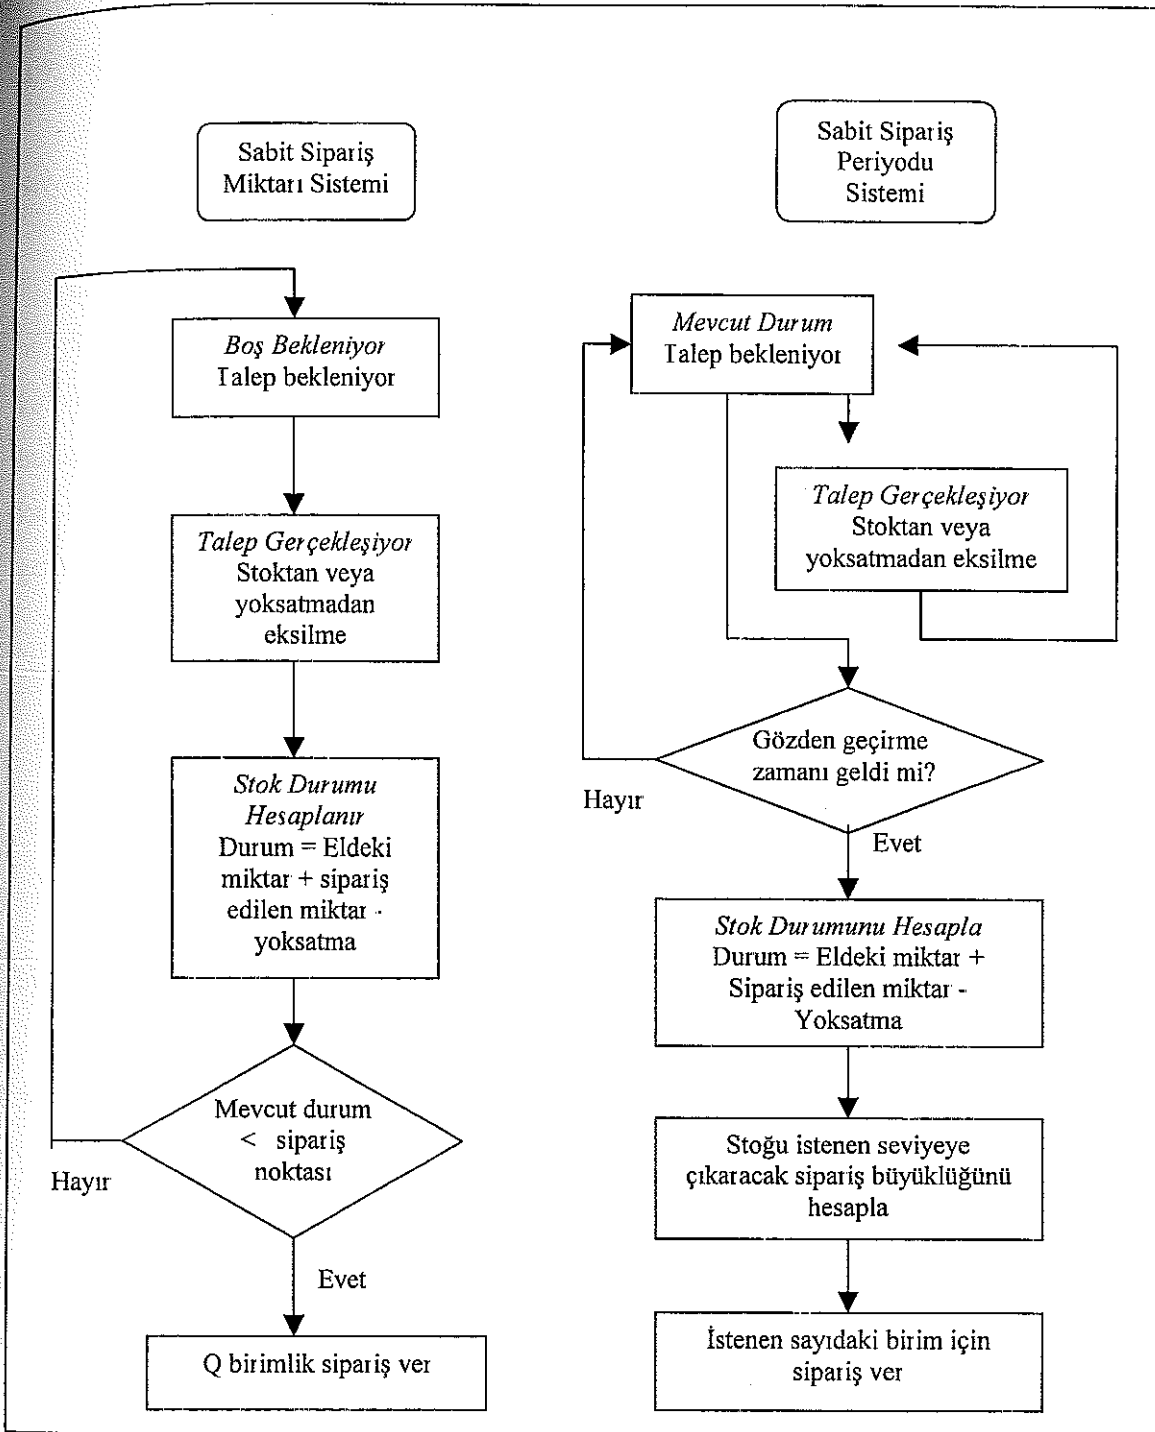 Sabit Sipariş
Miktarı Sistemi
Boş Bekleniyor
Talep bekleniyor
Talep Gerçekleşiyor
Stoktan veya
yoksatmadan
eksilme
Stok Durumu
Hesaplanır
Durum = Eldeki
miktar + sipariş
edilen miktar -
yoksatma
Mevcut durum
< sipariş
noktası
Hayır
Evet
Q birimlik sipariş ver
Sabit Sipariş
Periyodu
Sistemi
Mevcut Durum
Talep bekleniyor
Talep Gerçekleşiyor
Stoktan veya
yoksatmadan eksilme
Gözden geçirme
zamanı geldi mi?
Hayır
Evet
Stok Durumunu Hesapla
Durum = Eldeki miktar +
Sipariş edilen miktar -
Yoksatma
Stoğu istenen seviyeye
çıkaracak sipariş büyüklüğünü
hesapla
İstenen sayıdaki birim için
sipariş ver